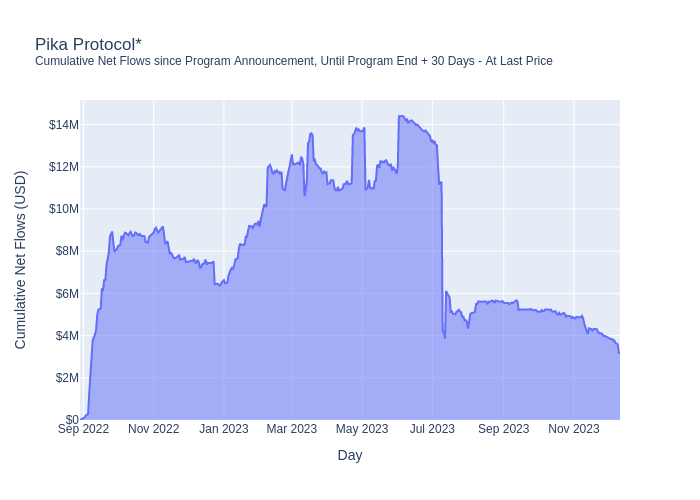 Pika Protocol*
Cumulative Net Flows since Program Announcement, Until Program End + 30 Days - At Last Price
Cumulative Net Flows (USD)
$14M
$12M
$10M
$8M
$6M
$4M
$2M
$0
Sep 2022 Nov 2022 Jan 2023 Mar 2023 May 2023 Jul 2023 Sep 2023 Nov 2023
Day